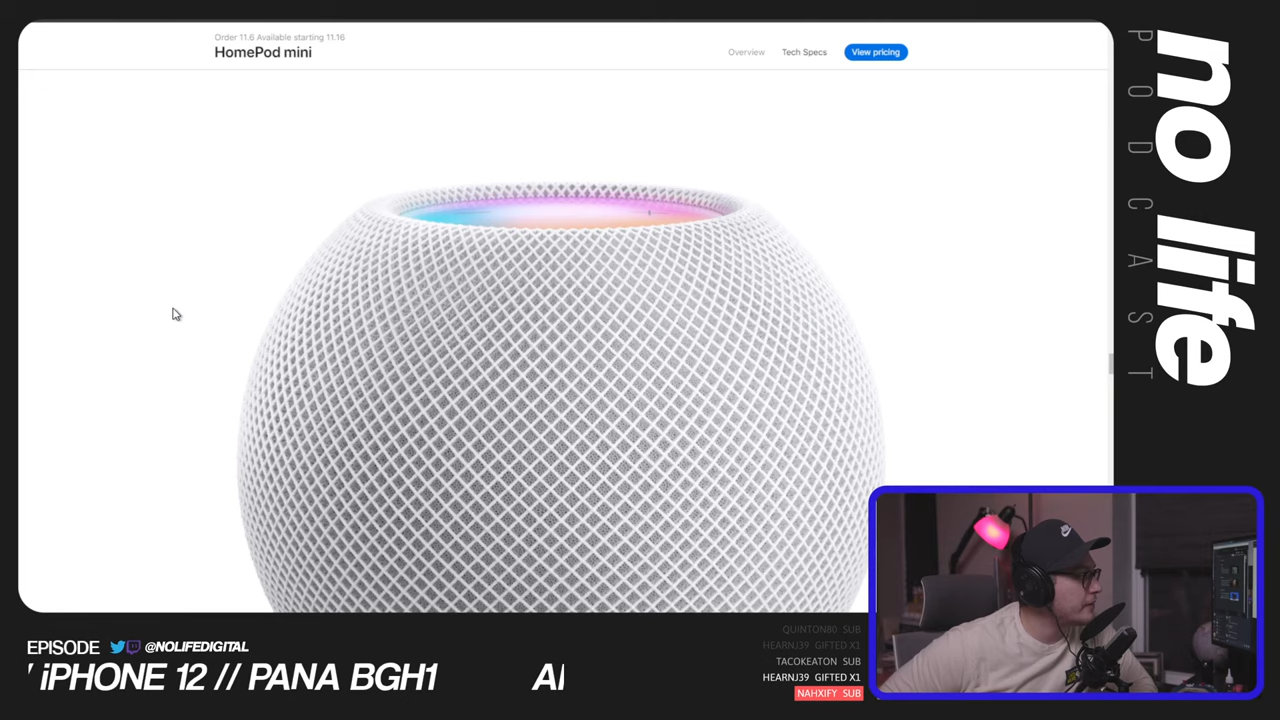 Order 11.6 Available starting 11.16
HomePod mini
Overview
Tech Specs
View pricing
no life
PODCAST
EPISODE
@NOLIFEDIGITAL
iPHONE 12 // PANA BGH1
QUINTON80 SUB
HEARNJ39 GIFTED X1
TACOKEATON SUB
HEARNJ39 GIFTED X1
NAHXIFY SUB